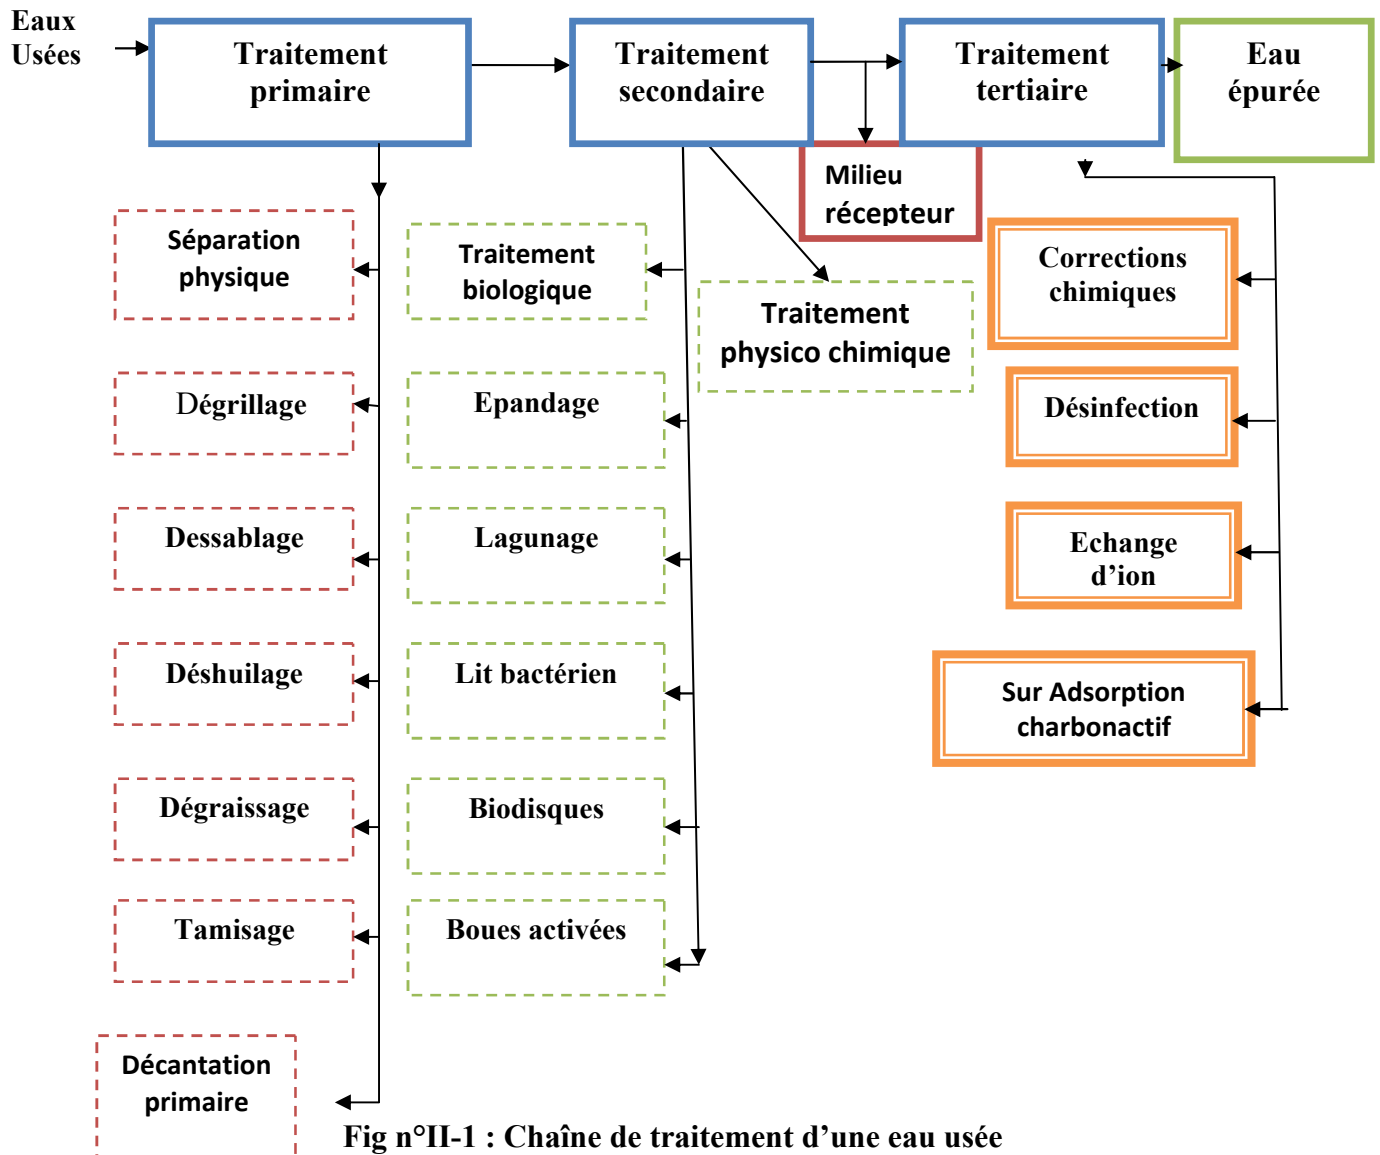 Eaux
Usées
Traitement
primaire
Traitement
secondaire
Traitement
tertiaire
Eau
épurée
Milieu
récepteur
Séparation
physique
Dégrillage
Dessablage
Déshuilage
Dégraissage
Tamisage
Décantation
primaire
Traitement
biologique
Epandage
Lagunage
Lit bactérien
Biodisques
Boues activées
Traitement
physico chimique
Corrections
chimiques
Désinfection
Echange
d’ion
Sur Adsorption
charbonactif
Fig n°II-1 : Chaîne de traitement d’une eau usée